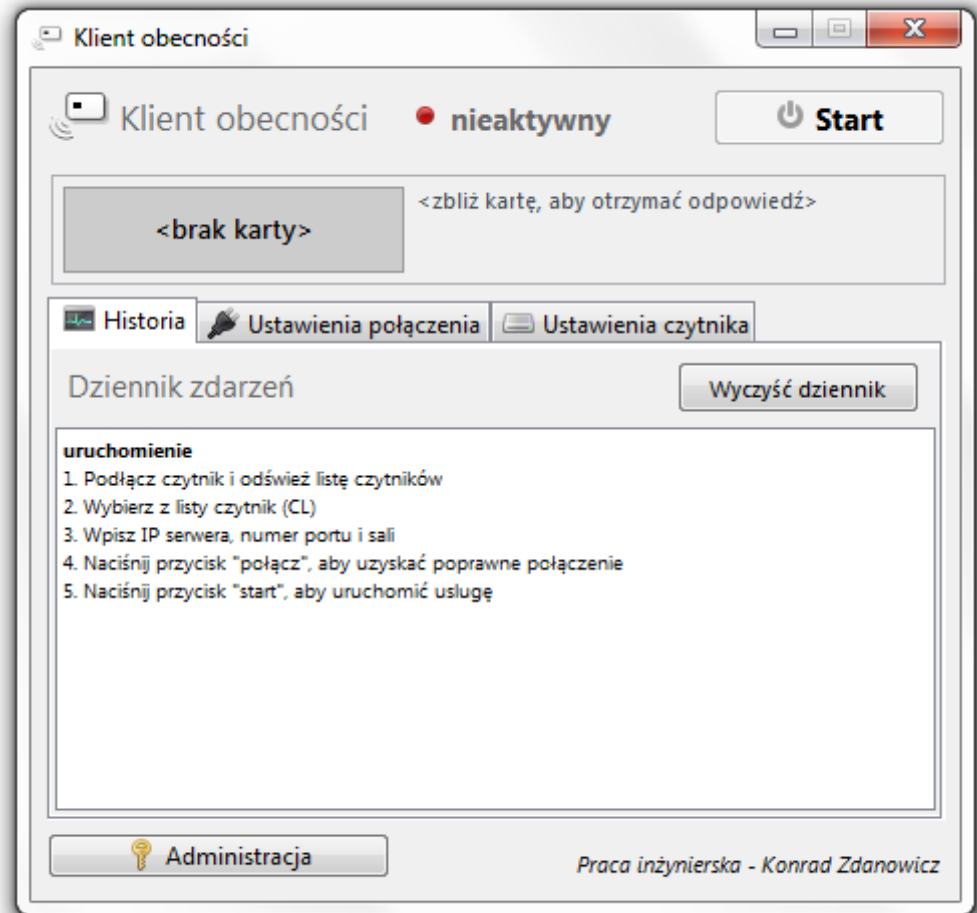 Klient obecności
Klient obecności
nieaktywny
Start
<brak karty>
<zbliż kartę, aby otrzymać odpowiedź>
Historia
Ustawienia połączenia
Ustawienia czytnika
Dziennik zdarzeń
Wyczyść dziennik
uruchomienie
1. Podłącz czytnik i odśwież listę czytników
2. Wybierz z listy czytnik (CL)
3. Wpisz IP serwera, numer portu i sali
4. Naciśnij przycisk "połącz", aby uzyskać poprawne połączenie
5. Naciśnij przycisk "start", aby uruchomić uslugę
Administracja
Praca inżynierska - Konrad Zdanowicz